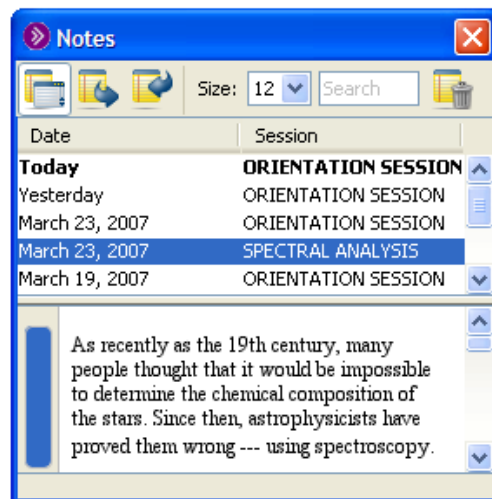 Notes
Size: 12 Search
Date Session
Today ORIENTATION SESSION
Yesterday ORIENTATION SESSION
March 23, 2007 ORIENTATION SESSION
March 23, 2007 SPECTRAL ANALYSIS
March 19, 2007 ORIENTATION SESSION
As recently as the 19th century, many
people thought that it would be impossible
to determine the chemical composition of
the stars. Since then, astrophysicists have
proved them wrong --- using spectroscopy.